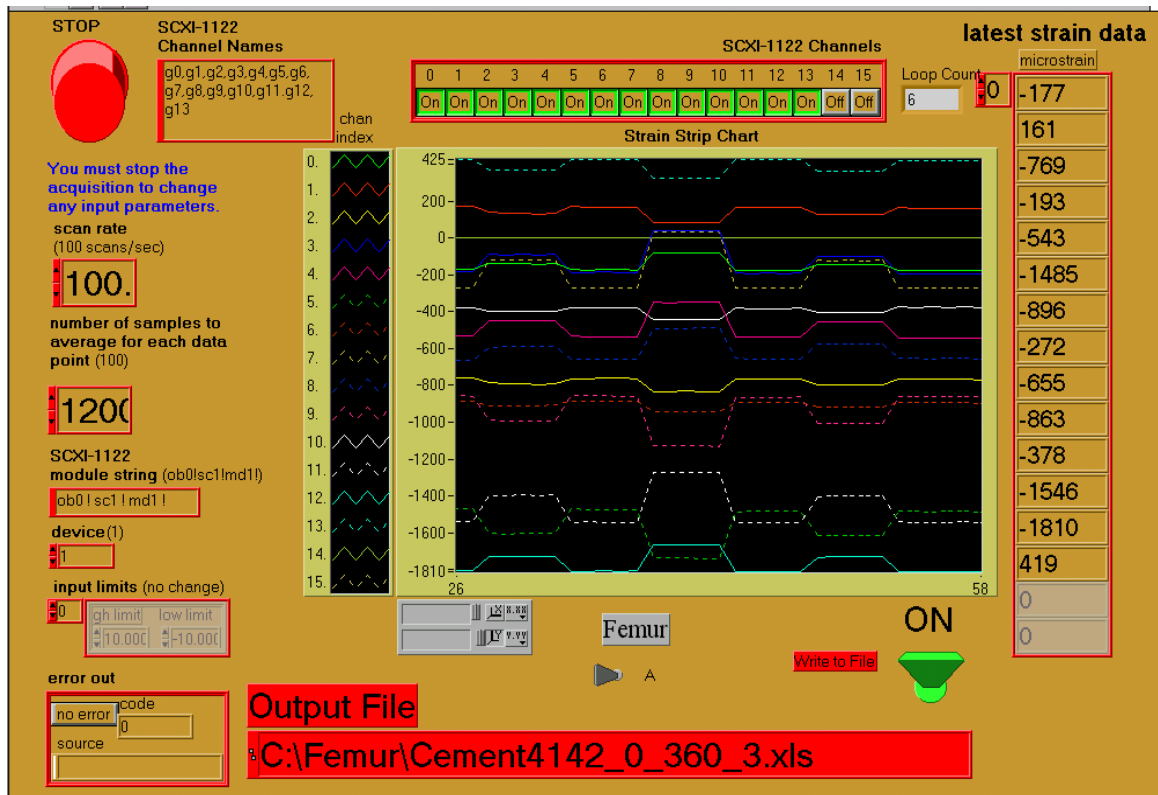 STOP
SCXI-1122
Channel Names
g0,g1,g2,g3,g4,g5,g6,
g7,g8,g9,g10,g11.g12,
g13
SCXI-1122 Channels
0 1 2 3 4 5 6 7 8 9 10 11 12 13 14 15
On On On On On On On On On On On On On On Off Off
Loop Count
6
latest strain data
microstrain
0
-177
161
-769
-193
-543
-1485
-896
-272
-655
-863
-378
-1546
-1810
419
0
0
You must stop the
acquisition to change
any input parameters.
scan rate
(100 scans/sec)
100.
number of samples to
average for each data
point (100)
1200
SCXI-1122
module string (ob0!sc1!md1!)
ob0 ! sc1 ! md1 !
device(1)
1
input limits (no change)
0
gh limit low limit
10.000 -10.000
error out
no error
code
0
source
chan
index
0.
1.
2.
3.
4.
5.
6.
7.
8.
9.
10.
11.
12.
13.
14.
15.
Strain Strip Chart
425
200
0
-200
-400
-600
-800
-1000
-1200
-1400
-1600
-1810
26 58
X 8.88
Y 9.99
Femur
A
ON
Write to File
Output File
C:\Femur\Cement4142_0_360_3.xls